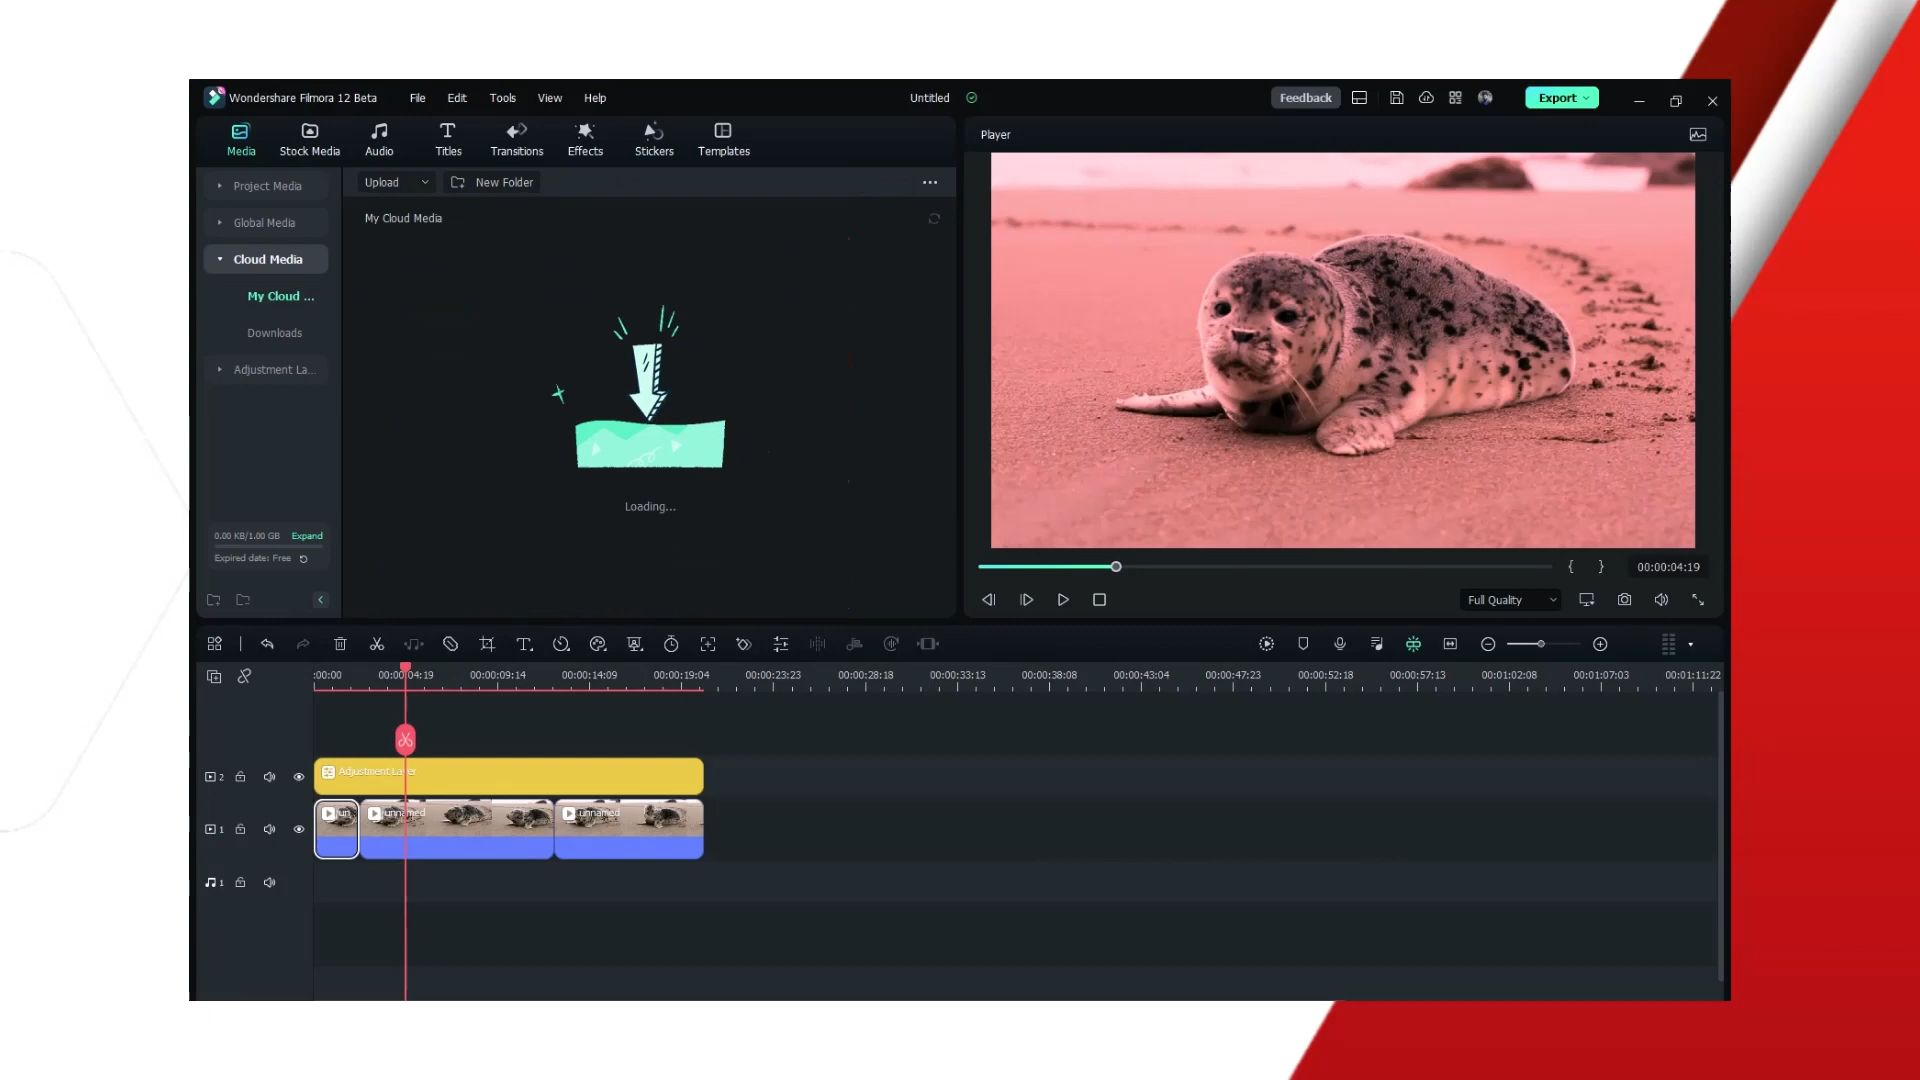 Wondershare Filmora 12 Beta File Edit Tools View Help Untitled Feedback Export
Media Stock Media Audio Titles Transitions Effects Stickers Templates
Player
Project Media
Global Media
Cloud Media
My Cloud ...
Downloads
Adjustment La...
0.00 KB/1.00 GB Expand
Expired date: Free
Upload New Folder
My Cloud Media
Loading...
{ } 00:00:04:19
Full Quality
:00:00 00:00:04:19 00:00:09:14 00:00:14:09 00:00:19:04 00:00:23:23 00:00:28:18 00:00:33:13 00:00:38:08 00:00:43:04 00:00:47:23 00:00:52:18 00:00:57:13 00:01:02:08 00:01:07:03 00:01:11:22
2 Adjustment Layer
1 un... unnamed unnamed
1